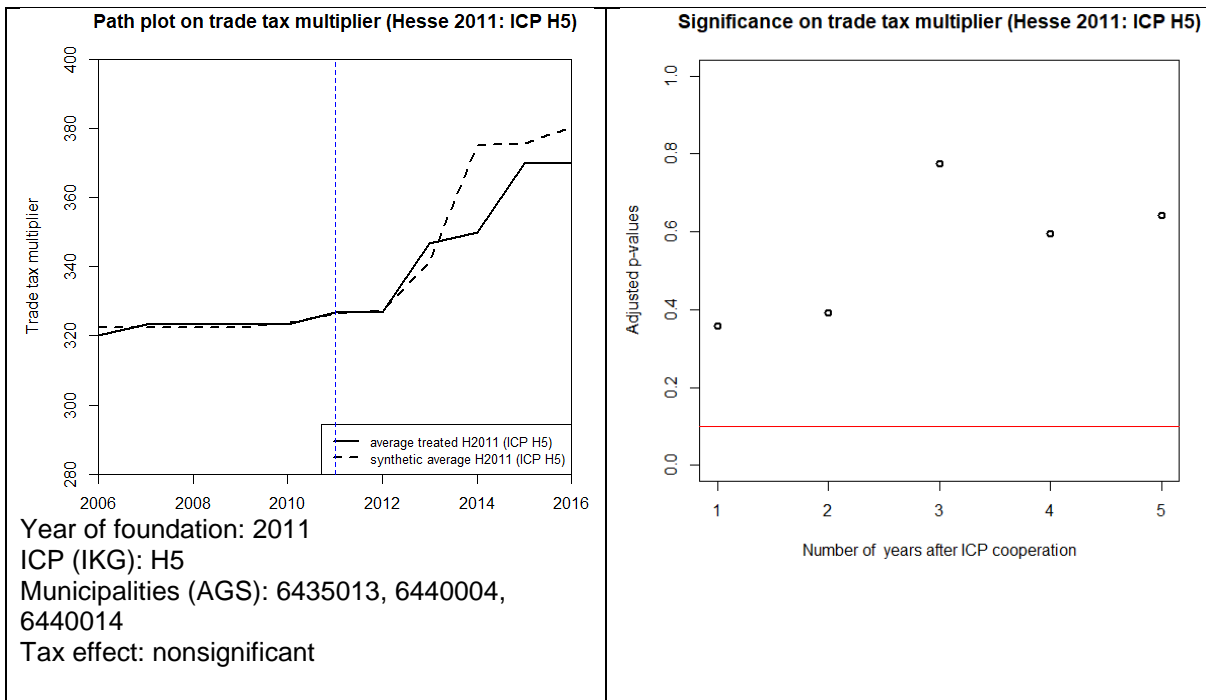 Path plot on trade tax multiplier (Hesse 2011: ICP H5)
Trade tax multiplier
400
380
360
340
320
300
280
average treated H2011 (ICP H5)
synthetic average H2011 (ICP H5)
2006 2008 2010 2012 2014 2016
Year of foundation: 2011
ICP (IKG): H5
Municipalities (AGS): 6435013, 6440004,
6440014
Tax effect: nonsignificant
Significance on trade tax multiplier (Hesse 2011: ICP H5)
Adjusted p-values
1.0
0.8
0.6
0.4
0.2
0.0
1 2 3 4 5
Number of years after ICP cooperation